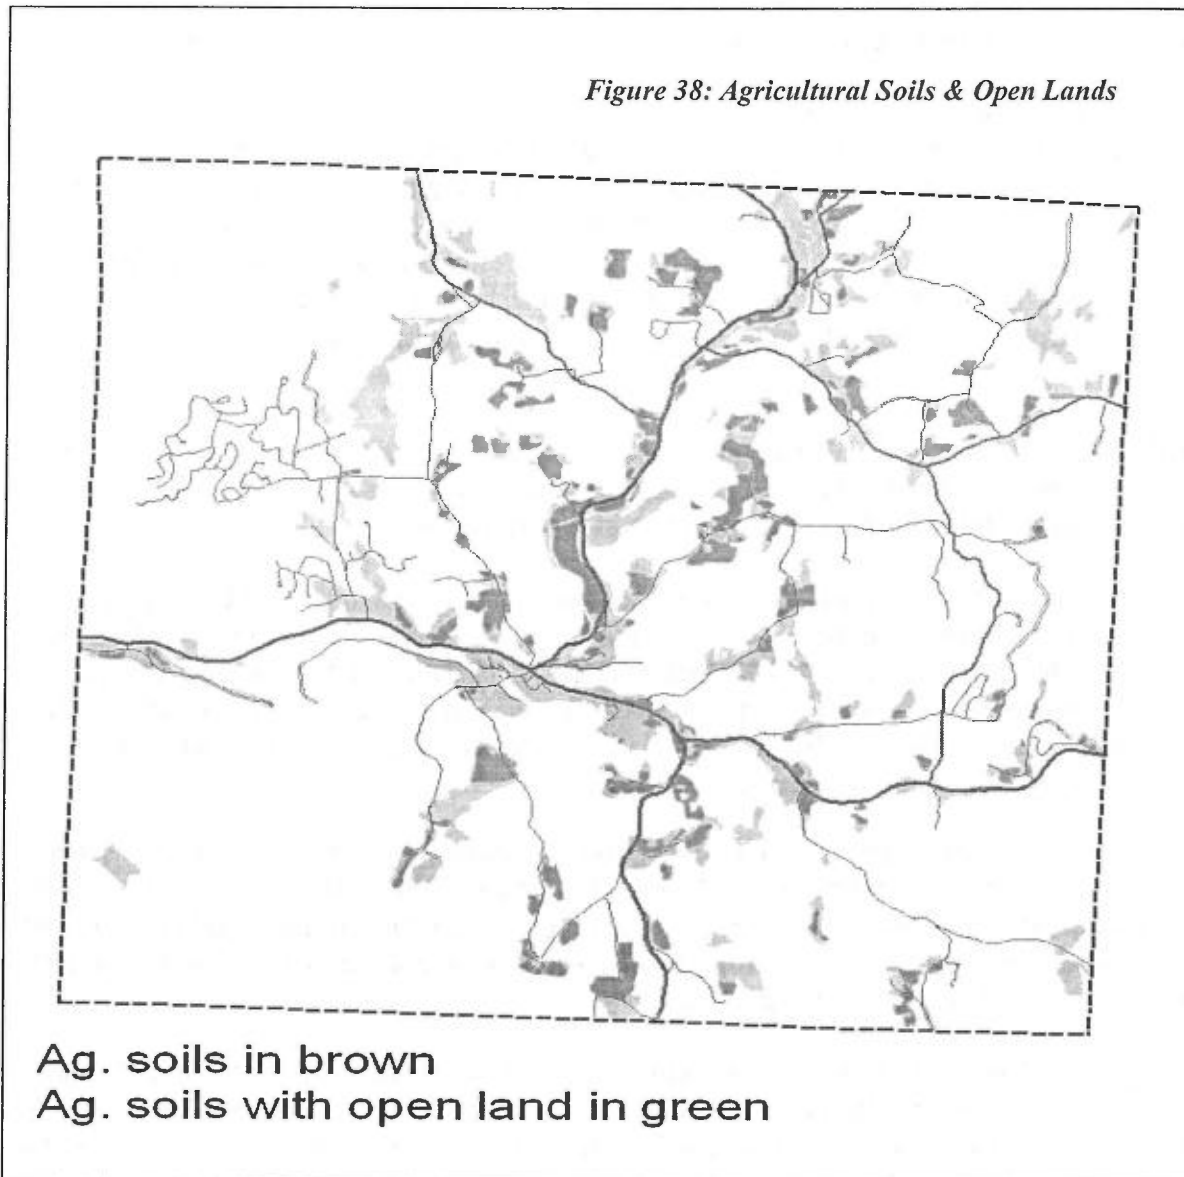 Figure 38: Agricultural Soils & Open Lands
Ag. soils in brown
Ag. soils with open land in green